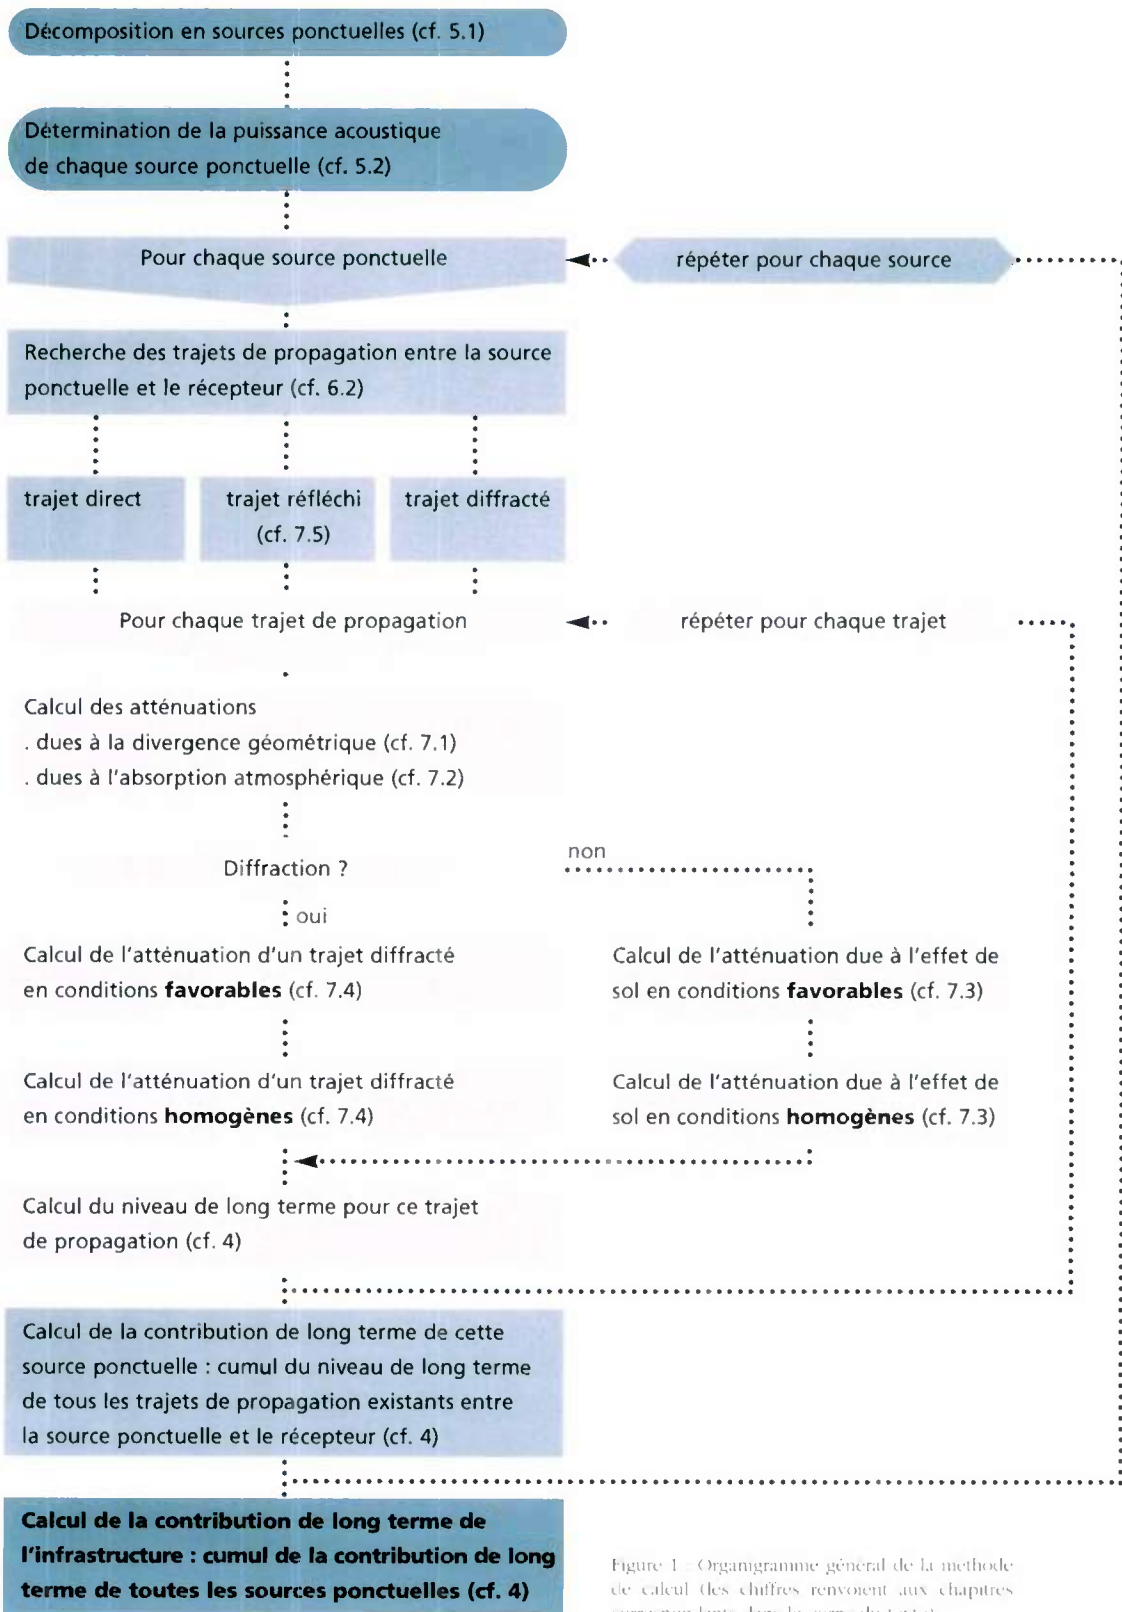 Décomposition en sources ponctuelles (cf. 5.1)
Détermination de la puissance acoustique
de chaque source ponctuelle (cf. 5.2)
Pour chaque source ponctuelle
répéter pour chaque source
Recherche des trajets de propagation entre la source
ponctuelle et le récepteur (cf. 6.2)
trajet direct
trajet réfléchi
(cf. 7.5)
trajet diffracté
Pour chaque trajet de propagation
répéter pour chaque trajet
Calcul des atténuations
. dues à la divergence géométrique (cf. 7.1)
. dues à l'absorption atmosphérique (cf. 7.2)
Diffraction ?
non
oui
Calcul de l'atténuation d'un trajet diffracté
en conditions favorables (cf. 7.4)
Calcul de l'atténuation due à l'effet de
sol en conditions favorables (cf. 7.3)
Calcul de l'atténuation d'un trajet diffracté
en conditions homogènes (cf. 7.4)
Calcul de l'atténuation due à l'effet de
sol en conditions homogènes (cf. 7.3)
Calcul du niveau de long terme pour ce trajet
de propagation (cf. 4)
Calcul de la contribution de long terme de cette
source ponctuelle : cumul du niveau de long terme
de tous les trajets de propagation existants entre
la source ponctuelle et le récepteur (cf. 4)
Calcul de la contribution de long terme de
l'infrastructure : cumul de la contribution de long
terme de toutes les sources ponctuelles (cf. 4)
Figure 1 : Organigramme général de la méthode
de calcul (les chiffres renvoient aux chapitres